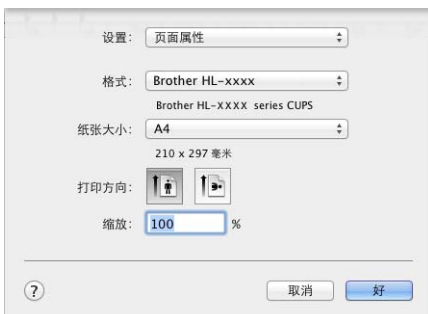 设置： 页面属性
格式： Brother HL-xxxx
Brother HL-XXXX series CUPS
纸张大小： A4
210 x 297 毫米
打印方向：
缩放： 100 %
? 取消 好